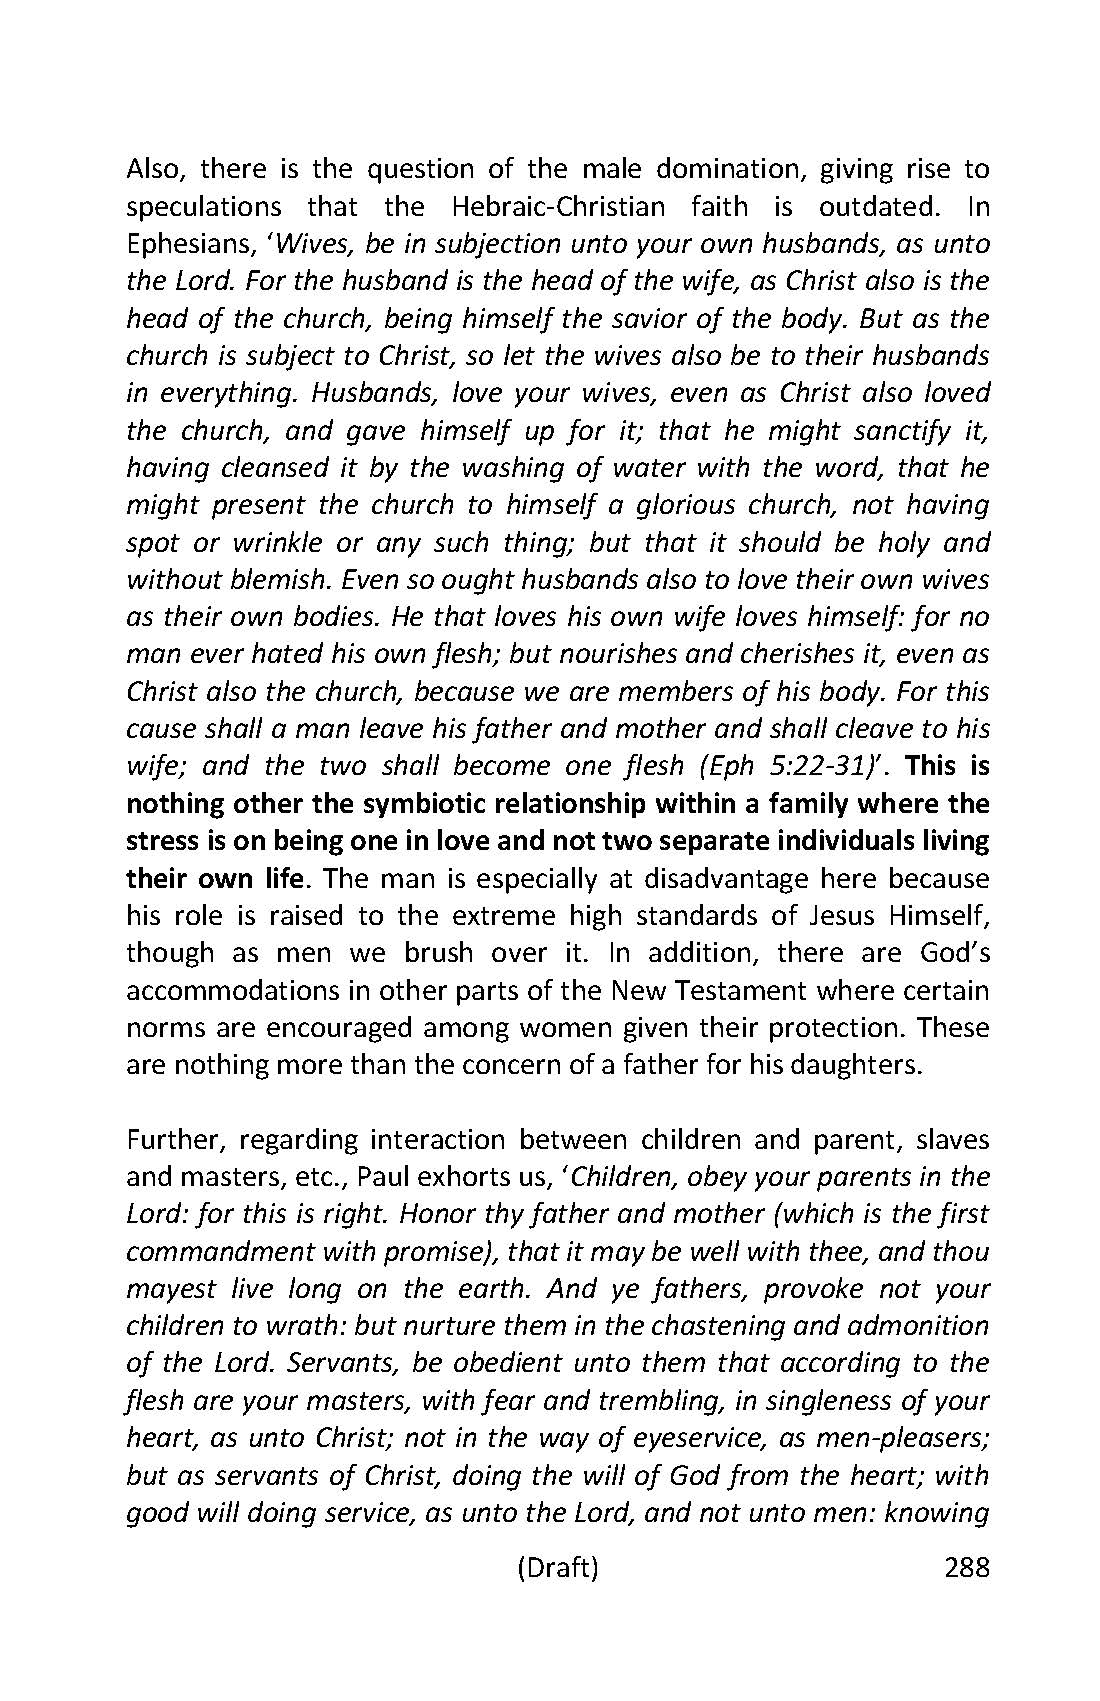 Also, there is the question of the male domination, giving rise to
speculations that the Hebraic-Christian faith is outdated. In
Ephesians, ‘Wives, be in subjection unto your own husbands, as unto
the Lord. For the husband is the head of the wife, as Christ also is the
head of the church, being himself the savior of the body. But as the
church is subject to Christ, so let the wives also be to their husbands
in everything. Husbands, love your wives, even as Christ also loved
the church, and gave himself up for it; that he might sanctify it,
having cleansed it by the washing of water with the word, that he
might present the church to himself a glorious church, not having
spot or wrinkle or any such thing; but that it should be holy and
without blemish. Even so ought husbands also to love their own wives
as their own bodies. He that loves his own wife loves himself: for no
man ever hated his own flesh; but nourishes and cherishes it, even as
Christ also the church, because we are members of his body. For this
cause shall a man leave his father and mother and shall cleave to his
wife; and the two shall become one flesh (Eph 5:22-31)’. This is
nothing other the symbiotic relationship within a family where the
stress is on being one in love and not two separate individuals living
their own life. The man is especially at disadvantage here because
his role is raised to the extreme high standards of Jesus Himself,
though as men we brush over it. In addition, there are God’s
accommodations in other parts of the New Testament where certain
norms are encouraged among women given their protection. These
are nothing more than the concern of a father for his daughters.
Further, regarding interaction between children and parent, slaves
and masters, etc., Paul exhorts us, ‘Children, obey your parents in the
Lord: for this is right. Honor thy father and mother (which is the first
commandment with promise), that it may be well with thee, and thou
mayest live long on the earth. And ye fathers, provoke not your
children to wrath: but nurture them in the chastening and admonition
of the Lord. Servants, be obedient unto them that according to the
flesh are your masters, with fear and trembling, in singleness of your
heart, as unto Christ; not in the way of eyeservice, as men-pleasers;
but as servants of Christ, doing the will of God from the heart; with
good will doing service, as unto the Lord, and not unto men: knowing
(Draft) 288